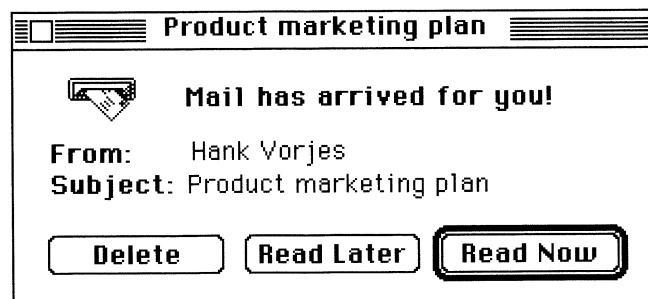 Product marketing plan
Mail has arrived for you!
From: Hank Vorjes
Subject: Product marketing plan
Delete Read Later Read Now